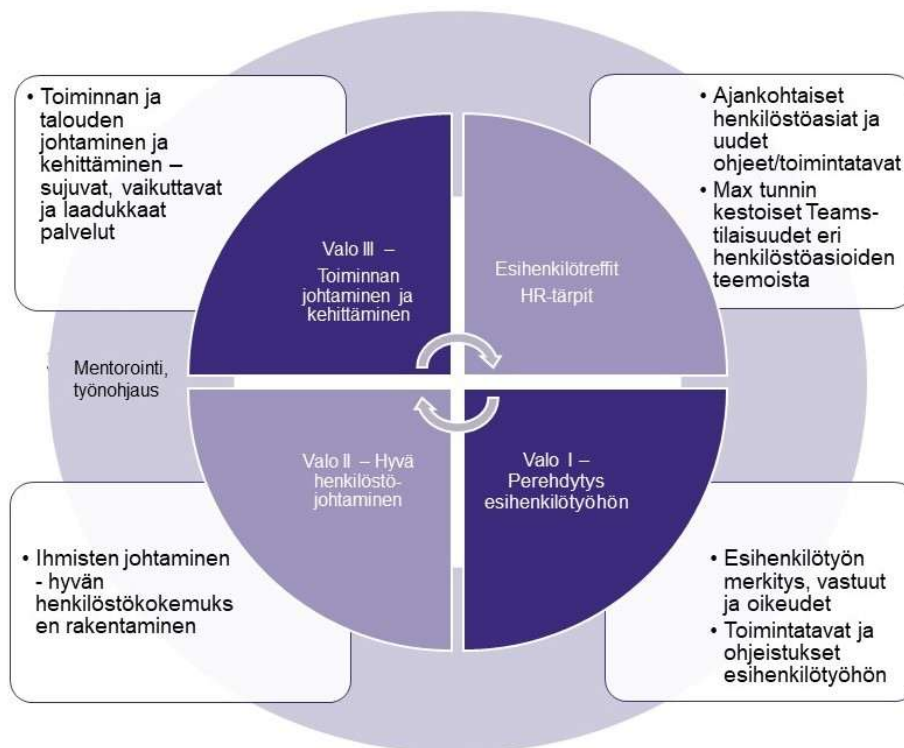 • Toiminnan ja
talouden
johtaminen ja
kehittäminen –
sujuvat, vaikuttavat
ja laadukkaat
palvelut
• Ajankohtaiset
henkilöstöasiat ja
uudet
ohjeet/toimintatavat
• Max tunnin
kestoiset Teams-
tilaisuudet eri
henkilöstöasioiden
teemoista
Valo III –
Toiminnan
johtaminen ja
kehittäminen
Esihenkilötreffit
HR-tärpit
Mentorointi,
työnohjaus
Valo II – Hyvä
henkilöstö-
johtaminen
Valo I –
Perehdytys
esihenkilötyöhön
• Ihmisten johtaminen
- hyvän
henkilöstökokemuks
en rakentaminen
• Esihenkilötyön
merkitys, vastuut
ja oikeudet
• Toimintatavat ja
ohjeistukset
esihenkilötyöhön